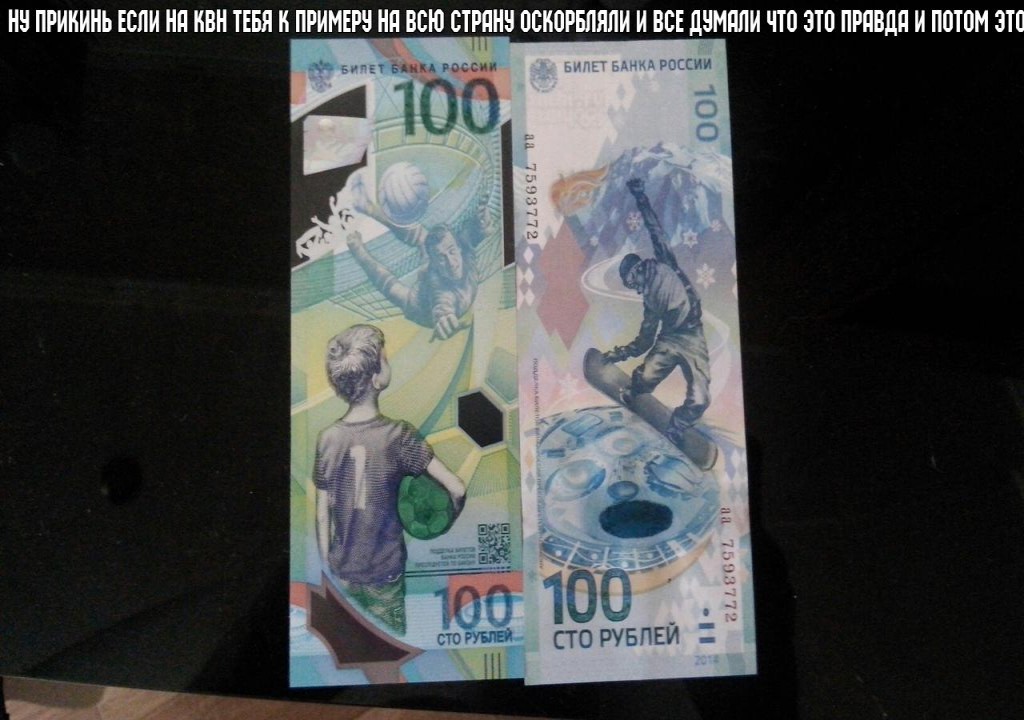 НУ ПРИКИНЬ ЕСЛИ НА КВН ТЕБЯ К ПРИМЕРУ НА ВСЮ СТРАНУ ОСКОРБЛЯЛИ И ВСЕ ДУМАЛИ ЧТО ЭТО ПРАВДА И ПОТОМ ЭТО
БИЛЕТ БАНКА РОССИИ
100
100
СТО РУБЛЕЙ
БИЛЕТ БАНКА РОССИИ
100
аа 7593772
аа 7593772
100
СТО РУБЛЕЙ
2014